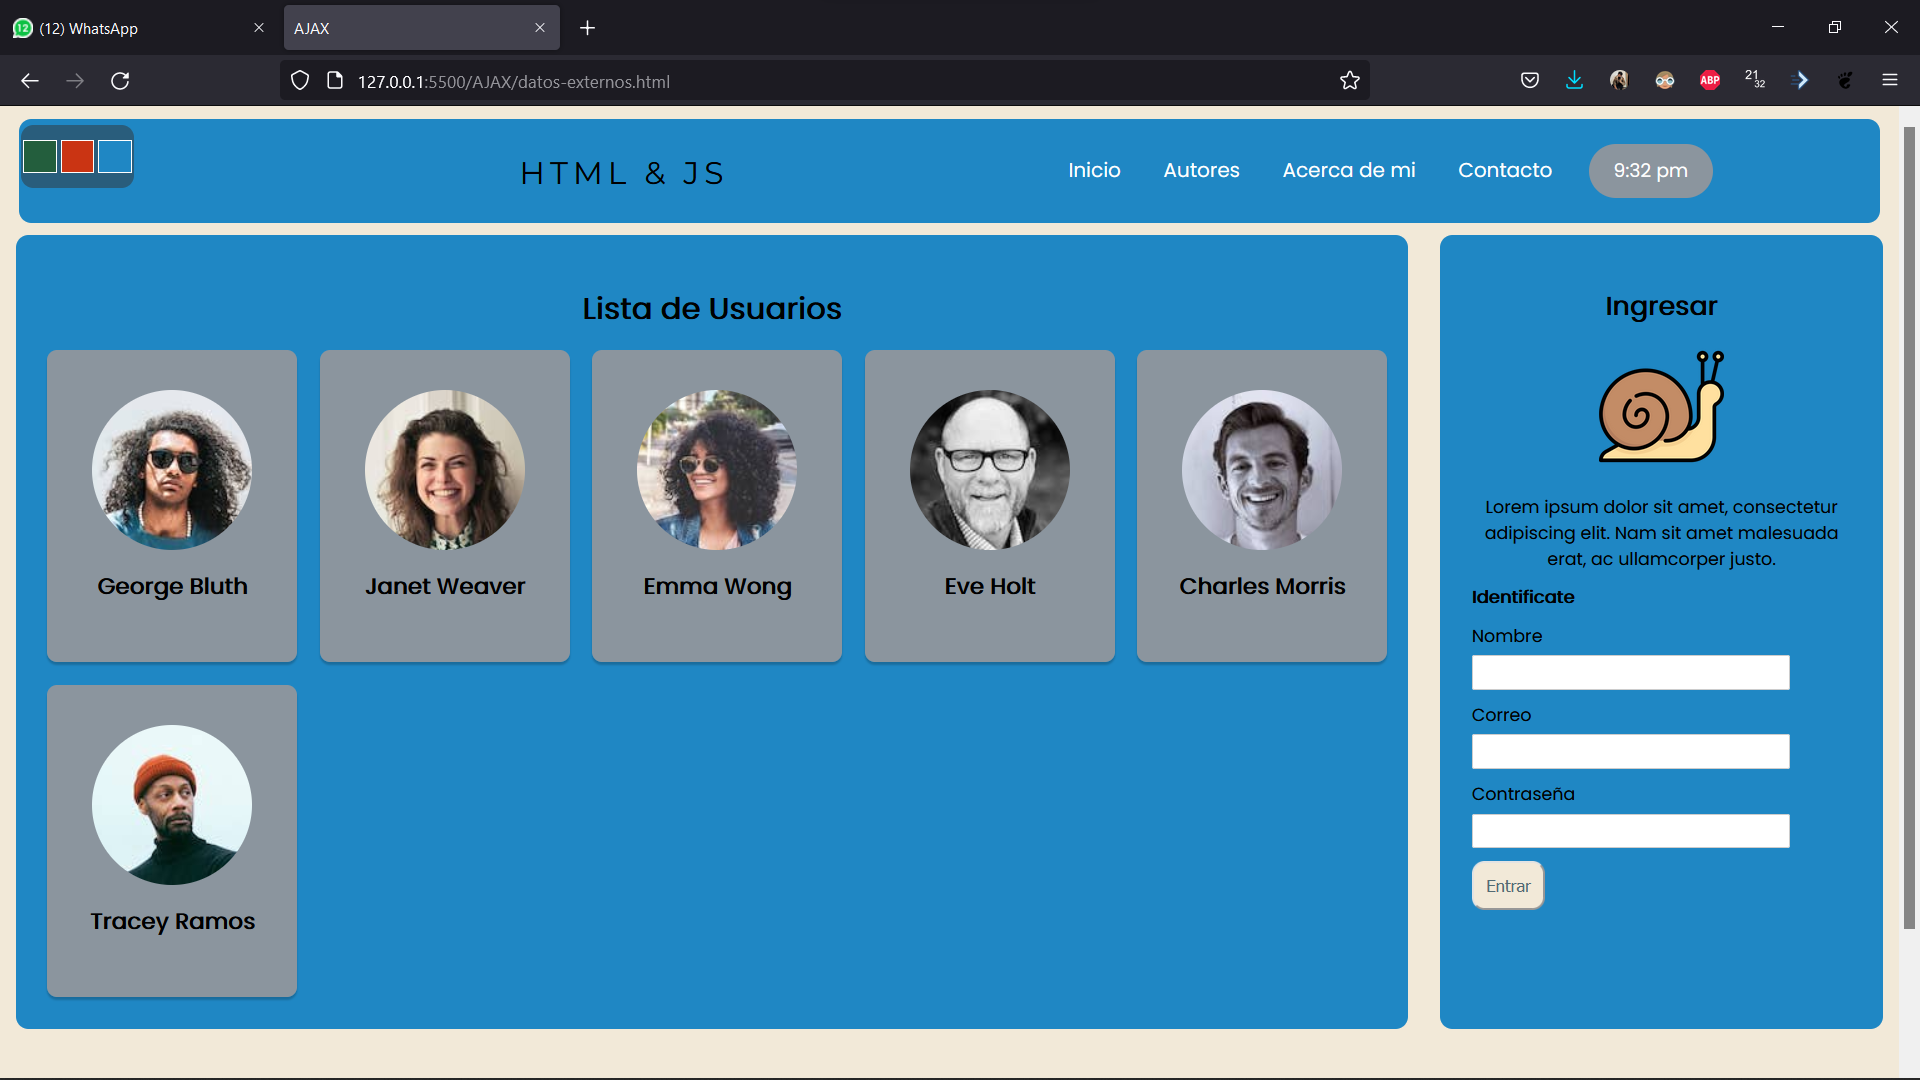 (12) WhatsApp
AJAX
127.0.0.1:5500/AJAX/datos-externos.html
ABP
21
32
HTML & JS
Inicio
Autores
Acerca de mi
Contacto
9:32 pm
Lista de Usuarios
George Bluth
Janet Weaver
Emma Wong
Eve Holt
Charles Morris
Tracey Ramos
Ingresar
Lorem ipsum dolor sit amet, consectetur
adipiscing elit. Nam sit amet malesuada
erat, ac ullamcorper justo.
Identificate
Nombre
Correo
Contraseña
Entrar